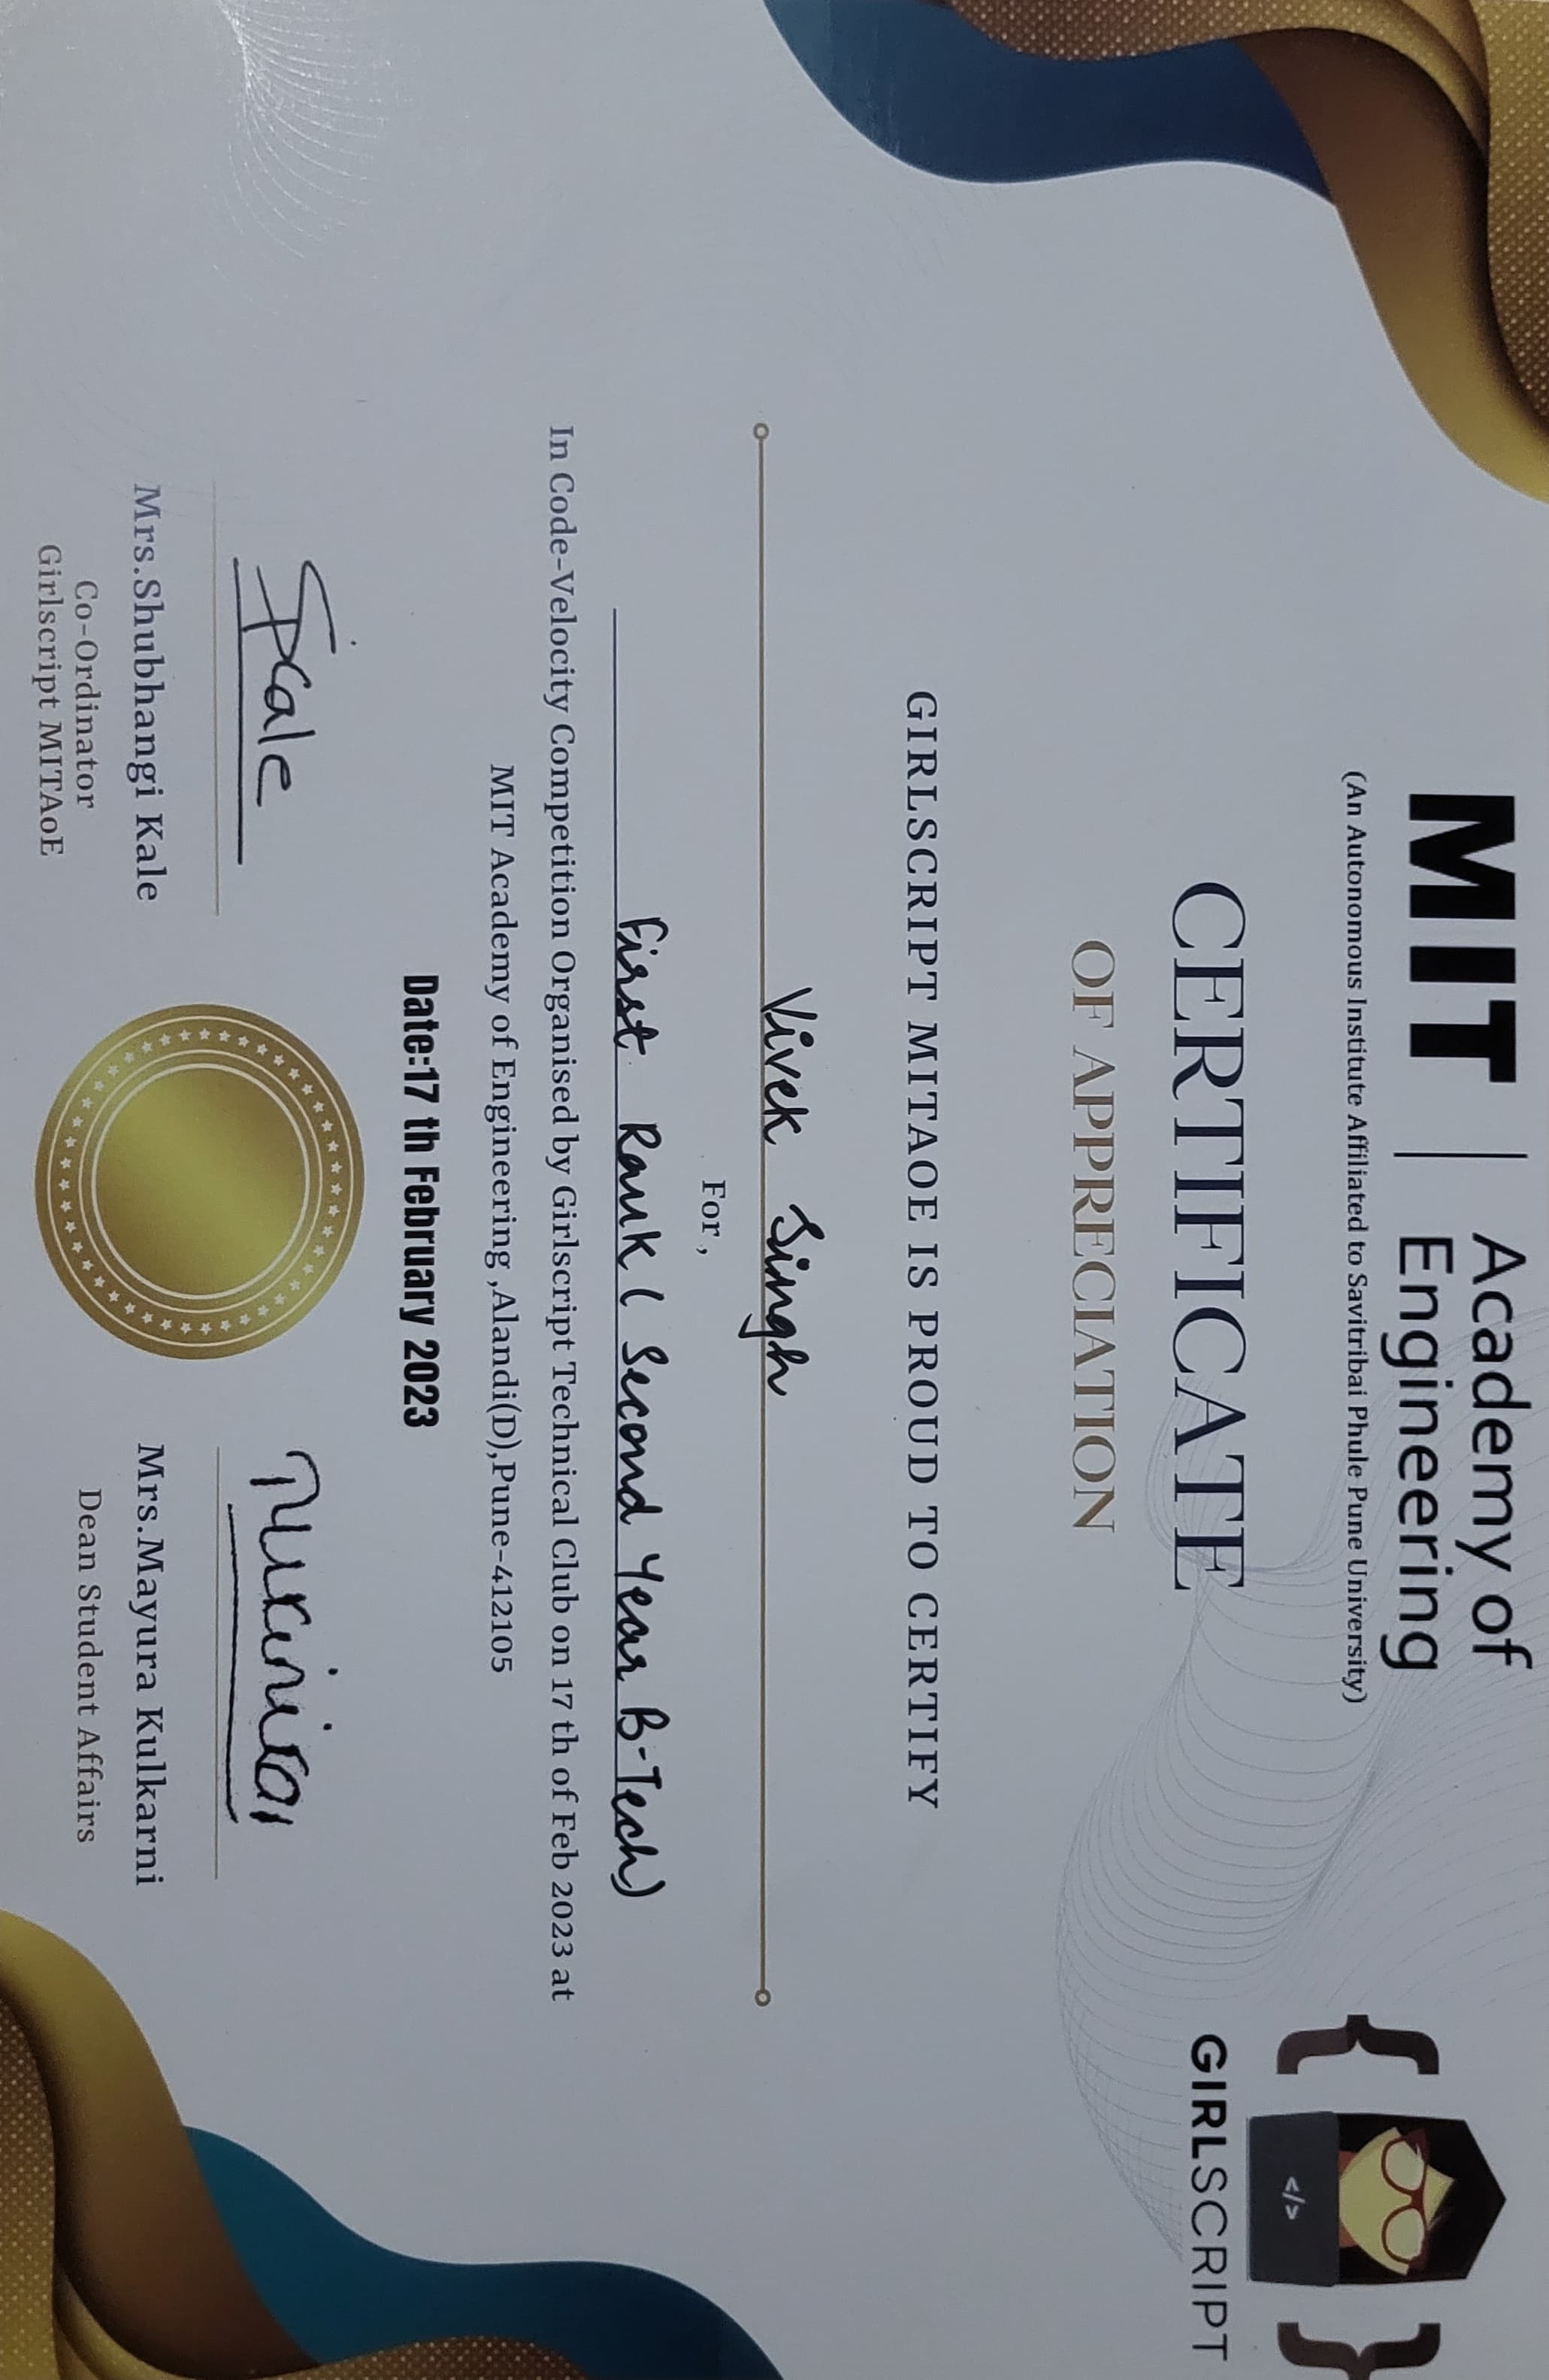 MIT | Academy of
Engineering
(An Autonomous Institute Affiliated to Savitribai Phule Pune University)
</>
GIRLSCRIPT
CERTIFICATE
OF APPRECIATION
GIRLSCRIPT MITAOE IS PROUD TO CERTIFY
Vivek Singh
For ,
First Rank ( Second Year B-Tech)
In Code-Velocity Competition Organised by Girlscript Technical Club on 17 th of Feb 2023 at
MIT Academy of Engineering ,Alandi(D),Pune-412105
Date:17 th February 2023
Mrs.Shubhangi Kale
Mrs.Mayura Kulkarni
Co-Ordinator
Dean Student Affairs
Girlscript MITAoE